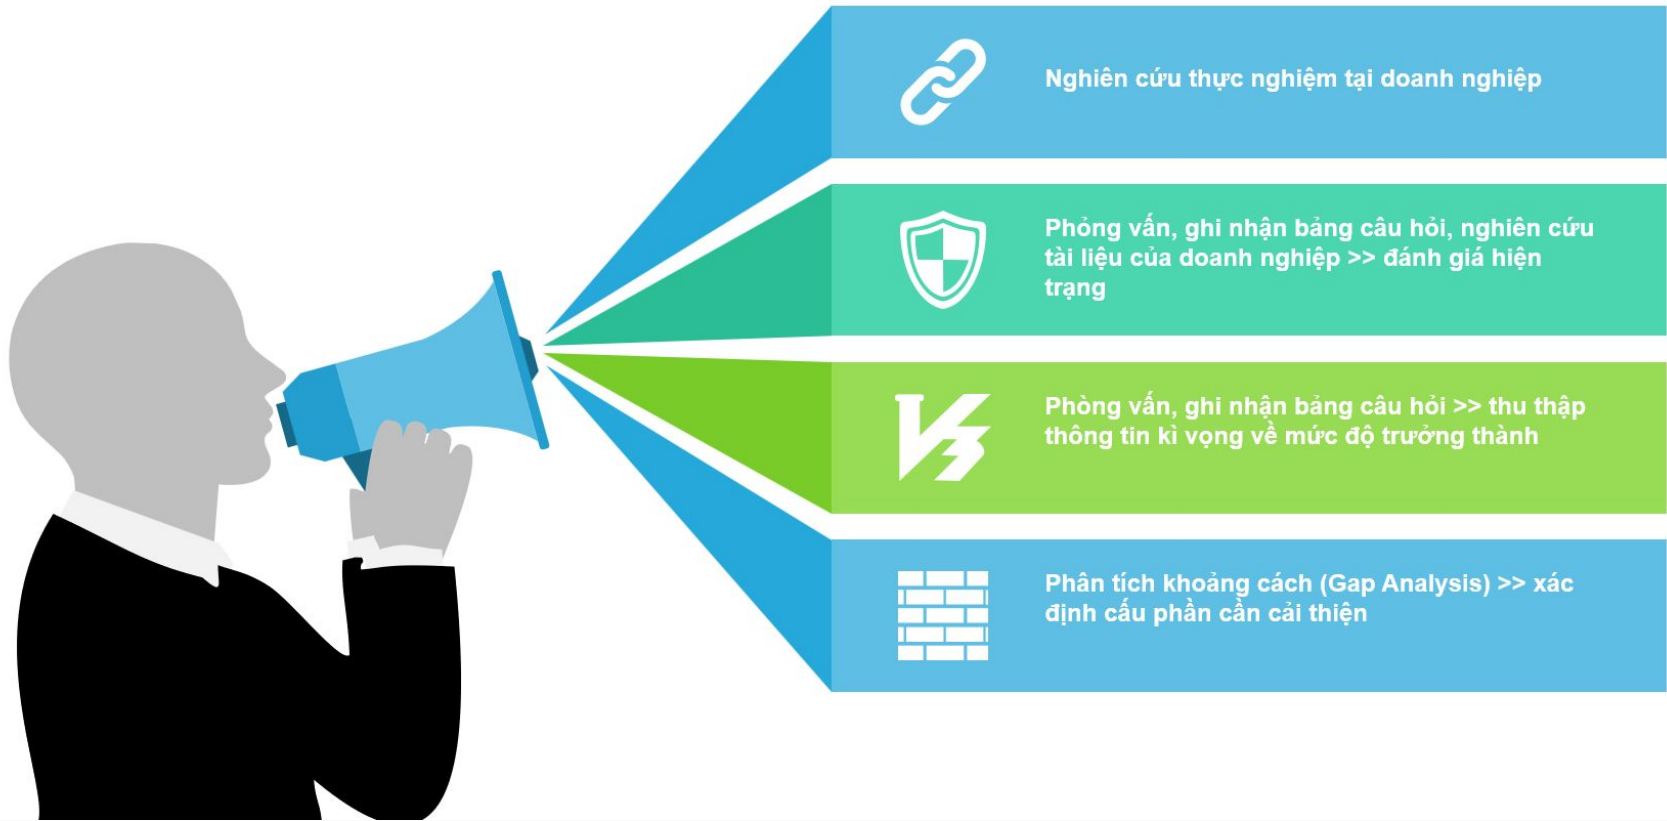 Nghiên cứu thực nghiệm tại doanh nghiệp
Phỏng vấn, ghi nhận bảng câu hỏi, nghiên cứu
tài liệu của doanh nghiệp >> đánh giá hiện
trạng
Phòng vấn, ghi nhận bảng câu hỏi >> thu thập
thông tin kì vọng về mức độ trưởng thành
Phân tích khoảng cách (Gap Analysis) >> xác
định cấu phần cần cải thiện